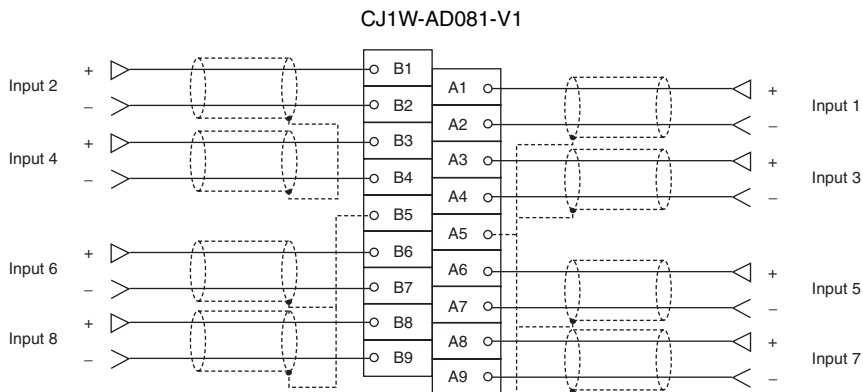 CJ1W-AD081-V1
Input 2
+
–
Input 4
+
–
Input 6
+
–
Input 8
+
–
B1
B2
B3
B4
B5
B6
B7
B8
B9
A1
A2
A3
A4
A5
A6
A7
A8
A9
+
Input 1
–
+
Input 3
–
+
Input 5
–
+
Input 7
–